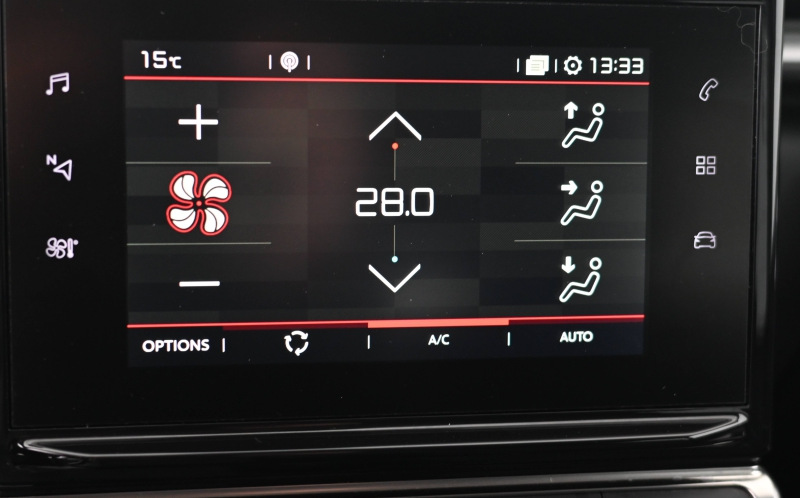 15°C
13:33
N
28.0
OPTIONS
A/C
AUTO